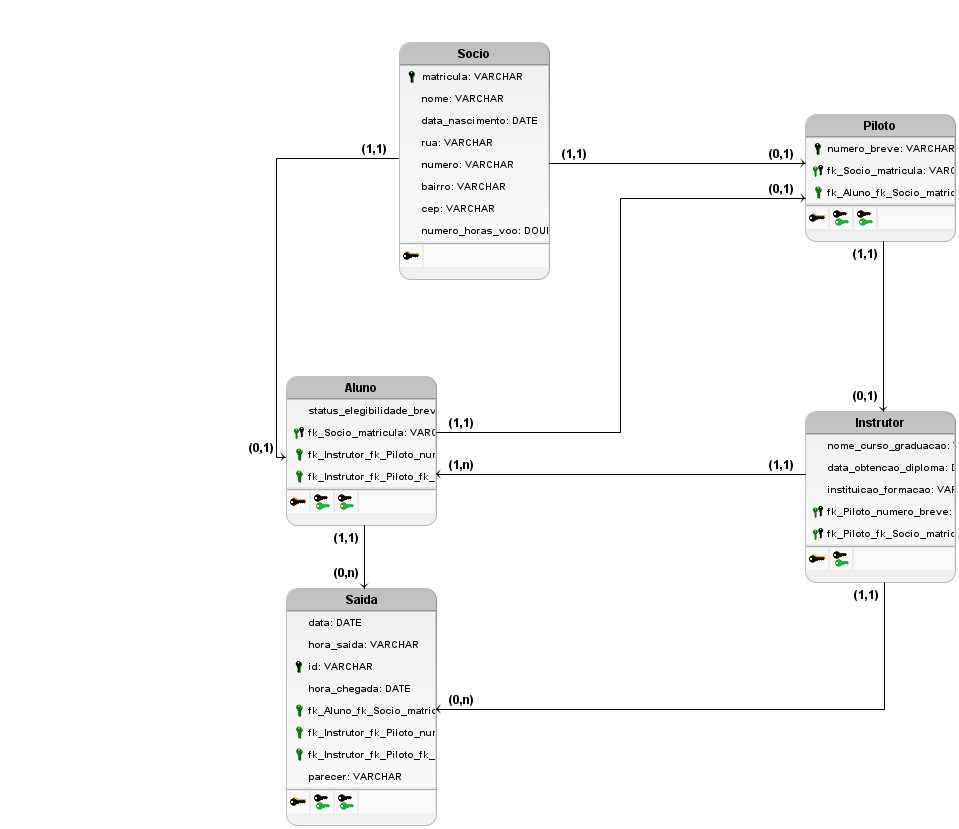 Socio
matricula: VARCHAR
nome: VARCHAR
data_nascimento: DATE
rua: VARCHAR
numero: VARCHAR
bairro: VARCHAR
cep: VARCHAR
numero_horas_voo: DOUI
(1,1)
(1,1)
(0,1)
(0,1)
Piloto
numero_breve: VARCHAR
fk_Socio_matricula: VARC
fk_Aluno_fk_Socio_matric
(1,1)
(0,1)
Aluno
status_elegibilidade_brev
fk_Socio_matricula: VARC
fk_Instrutor_fk_Piloto_nur
fk_Instrutor_fk_Piloto_fk_
(0,1)
(1,1)
(1,n)
(1,1)
Instrutor
nome_curso_graduacao:
data_obtencao_diploma: D
instituicao_formacao: VAR
fk_Piloto_numero_breve:
fk_Piloto_fk_Socio_matric
(1,1)
(0,n)
(1,1)
Saida
data: DATE
hora_saida: VARCHAR
id: VARCHAR
hora_chegada: DATE
fk_Aluno_fk_Socio_matric
fk_Instrutor_fk_Piloto_nur
fk_Instrutor_fk_Piloto_fk_
parecer: VARCHAR
(0,n)